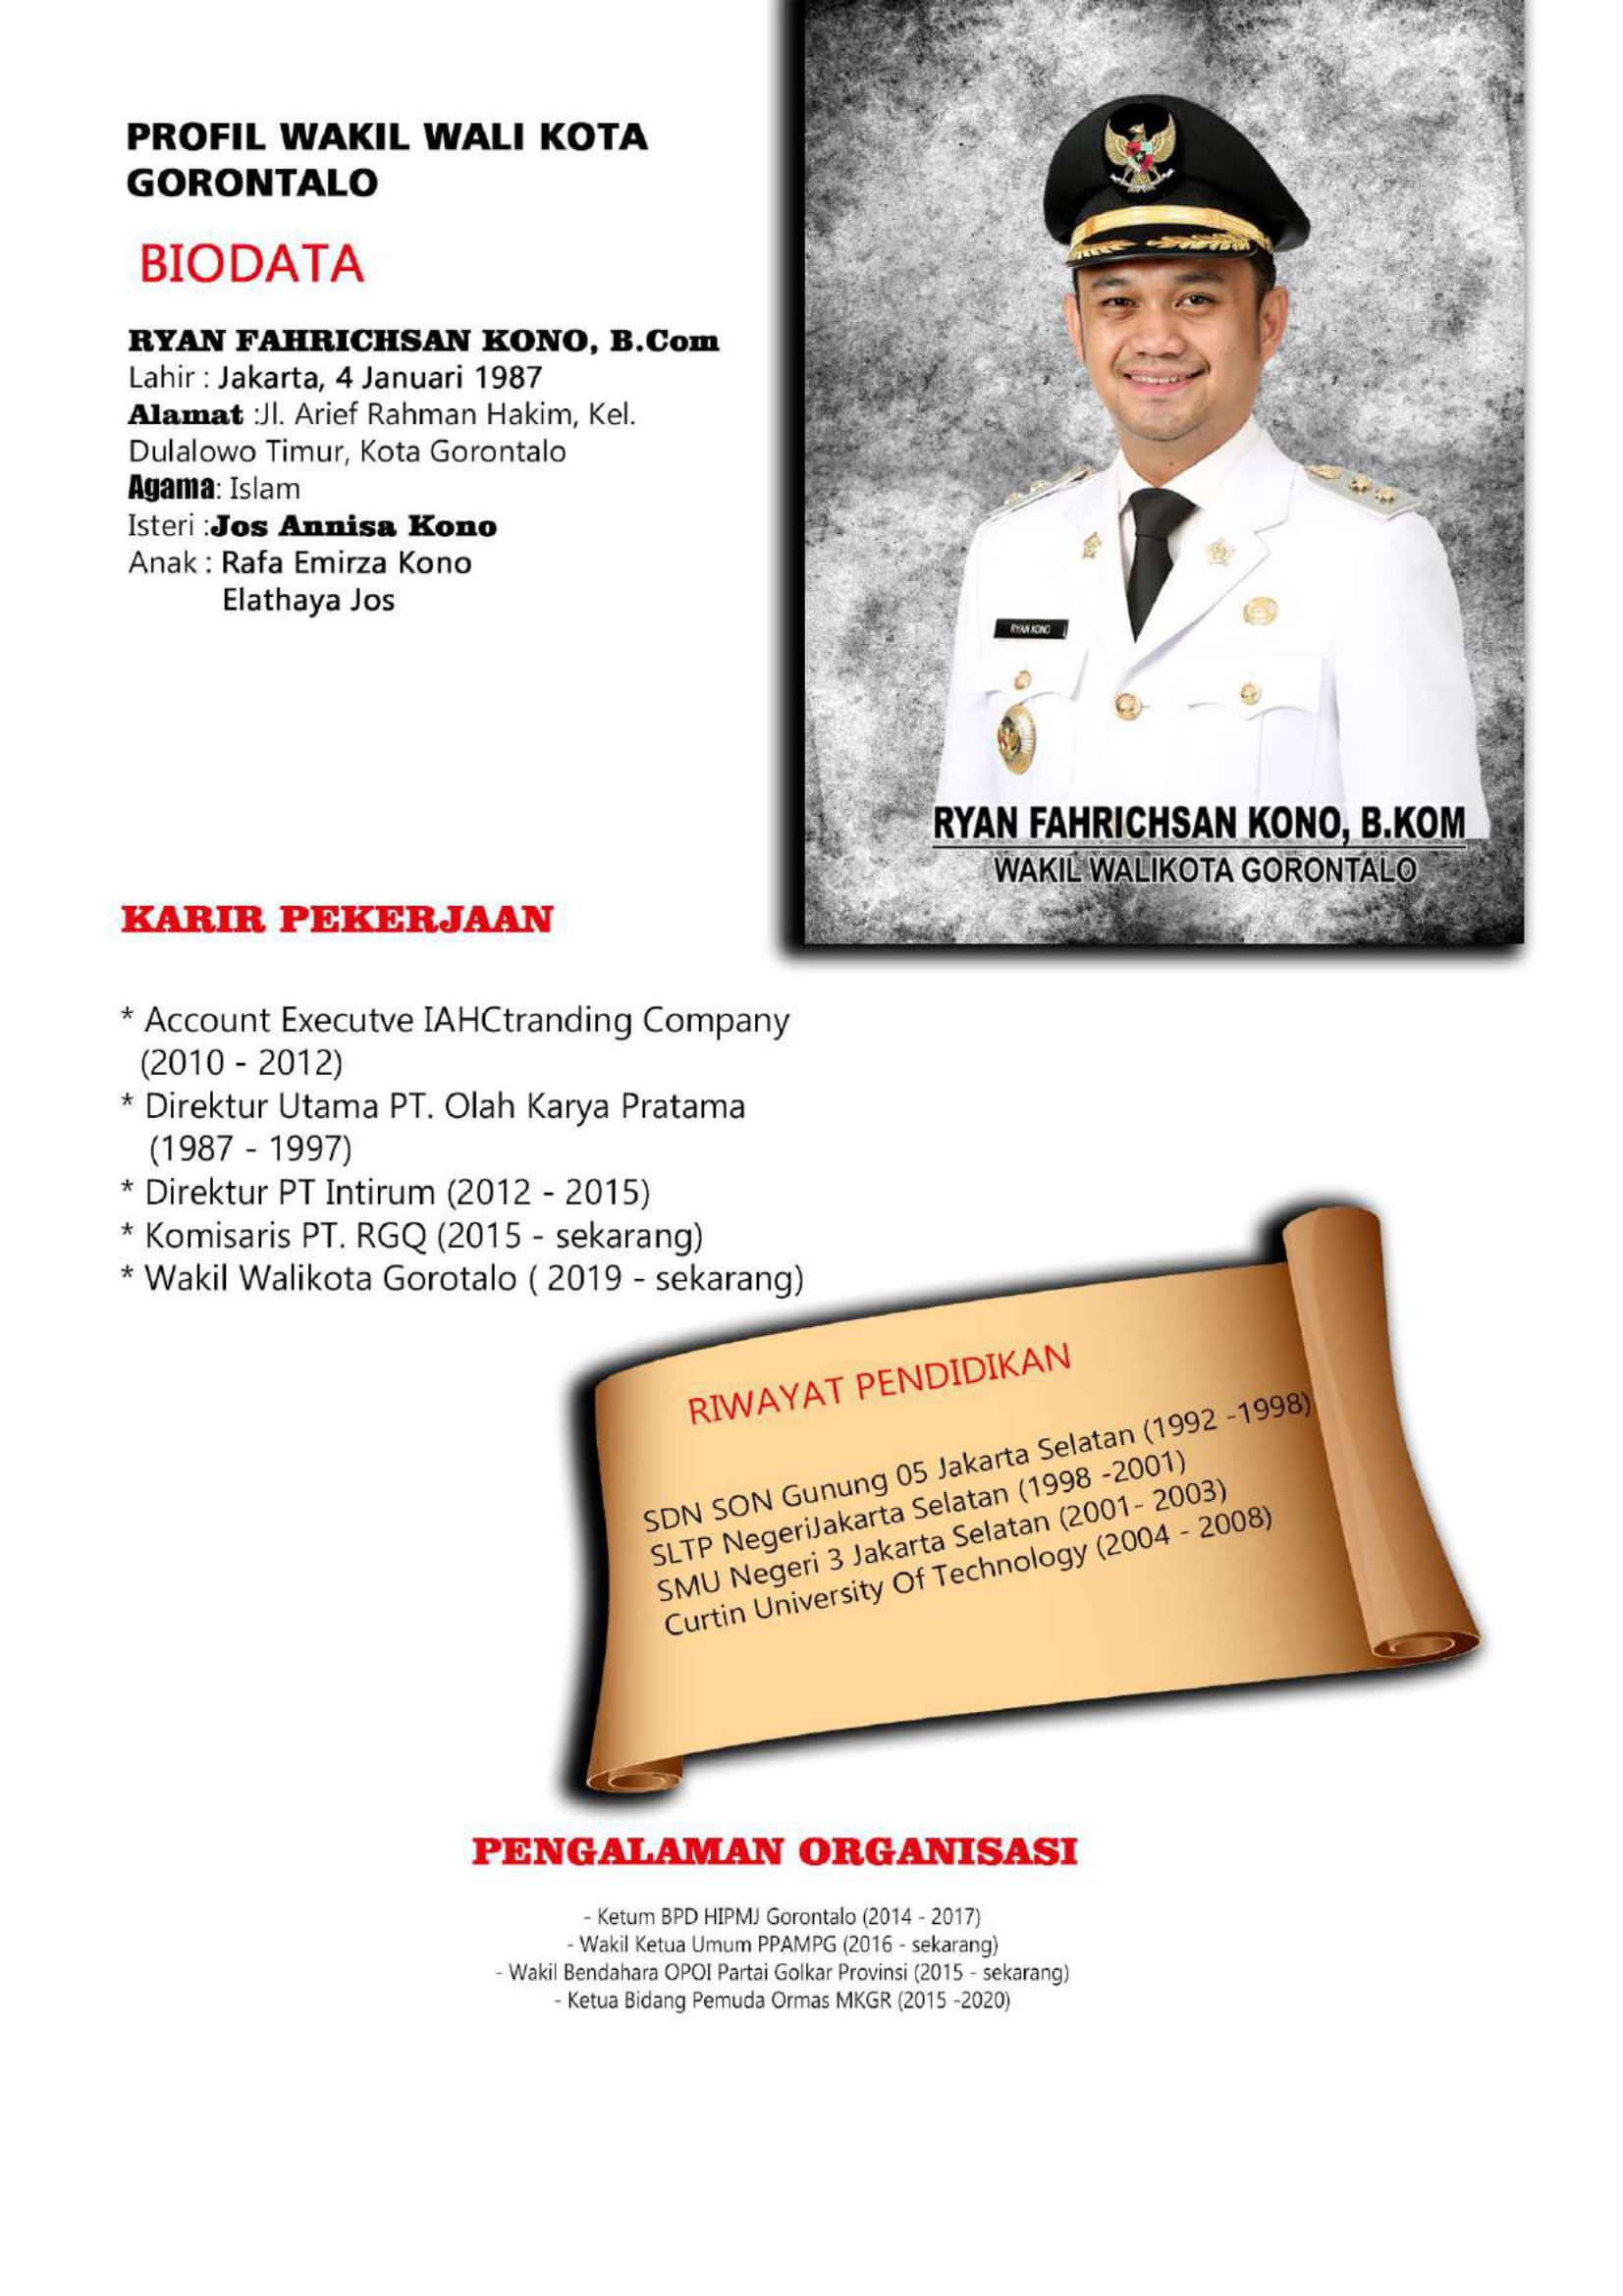 PROFIL WAKIL WALI KOTA
GORONTALO
BIODATA
RYAN FAHRICHSAN KONO, B.Com
Lahir : Jakarta, 4 Januari 1987
Alamat :Jl. Arief Rahman Hakim, Kel.
Dulalowo Timur, Kota Gorontalo
Agama: Islam
Isteri :Jos Annisa Kono
Anak : Rafa Emirza Kono
Elathaya Jos
RYAN KONO
RYAN FAHRICHSAN KONO, B.KOM
WAKIL WALIKOTA GORONTALO
KARIR PEKERJAAN
* Account Executve IAHCtranding Company
(2010 - 2012)
* Direktur Utama PT. Olah Karya Pratama
(1987 - 1997)
* Direktur PT Intirum (2012 - 2015)
* Komisaris PT. RGQ (2015 - sekarang)
* Wakil Walikota Gorotalo ( 2019 - sekarang)
RIWAYAT PENDIDIKAN
SDN SON Gunung 05 Jakarta Selatan (1992 -1998)
SLTP NegeriJakarta Selatan (1998 -2001)
SMU Negeri 3 Jakarta Selatan (2001- 2003)
Curtin University Of Technology (2004 - 2008)
PENGALAMAN ORGANISASI
- Ketum BPD HIPMJ Gorontalo (2014 - 2017)
- Wakil Ketua Umum PPAMPG (2016 - sekarang)
- Wakil Bendahara OPOI Partai Golkar Provinsi (2015 - sekarang)
- Ketua Bidang Pemuda Ormas MKGR (2015 -2020)